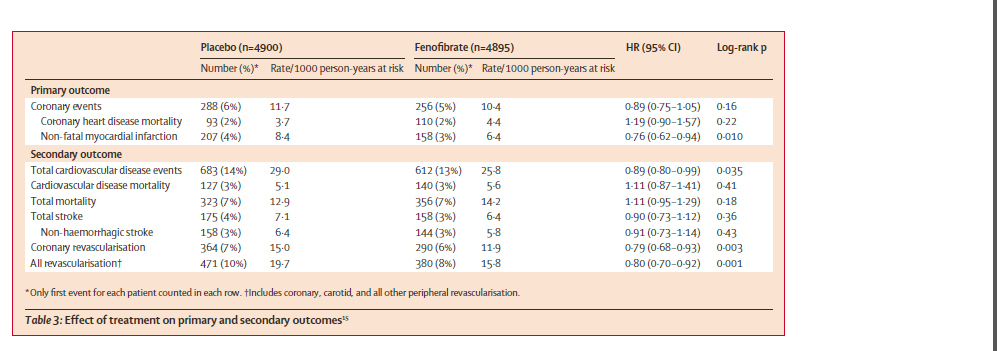 Placebo (n=4900) Fenofibrate (n=4895) HR (95% CI) Log-rank p
Number (%)* Rate/1000 person-years at risk Number (%)* Rate/1000 person-years at risk
Primary outcome
Coronary events 288 (6%) 11·7 256 (5%) 10·4 0·89 (0·75–1·05) 0·16
Coronary heart disease mortality 93 (2%) 3·7 110 (2%) 4·4 1·19 (0·90–1·57) 0·22
Non-fatal myocardial infarction 207 (4%) 8·4 158 (3%) 6·4 0·76 (0·62–0·94) 0·010
Secondary outcome
Total cardiovascular disease events 683 (14%) 29·0 612 (13%) 25·8 0·89 (0·80–0·99) 0·035
Cardiovascular disease mortality 127 (3%) 5·1 140 (3%) 5·6 1·11 (0·87–1·41) 0·41
Total mortality 323 (7%) 12·9 356 (7%) 14·2 1·11 (0·95–1·29) 0·18
Total stroke 175 (4%) 7·1 158 (3%) 6·4 0·90 (0·73–1·12) 0·36
Non-haemorrhagic stroke 158 (3%) 6·4 144 (3%) 5·8 0·91 (0·73–1·14) 0·43
Coronary revascularisation 364 (7%) 15·0 290 (6%) 11·9 0·79 (0·68–0·93) 0·003
All revascularisation† 471 (10%) 19·7 380 (8%) 15·8 0·80 (0·70–0·92) 0·001
*Only first event for each patient counted in each row. †Includes coronary, carotid, and all other peripheral revascularisation.
Table 3: Effect of treatment on primary and secondary outcomes¹⁵